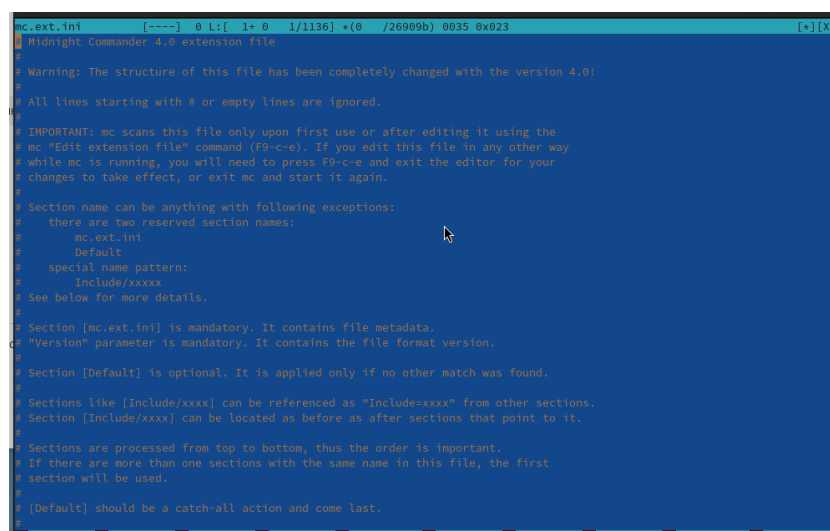 mc.ext.ini [----] 0 L:[ 1+ 0 1/1136] *(0 /26909b) 0035 0x023 [*][X
# Midnight Commander 4.0 extension file
#
# Warning: The structure of this file has been completely changed with the version 4.0!
#
# All lines starting with # or empty lines are ignored.
#
# IMPORTANT: mc scans this file only upon first use or after editing it using the
# mc "Edit extension file" command (F9-c-e). If you edit this file in any other way
# while mc is running, you will need to press F9-c-e and exit the editor for your
# changes to take effect, or exit mc and start it again.
#
# Section name can be anything with following exceptions:
#    there are two reserved section names:
#        mc.ext.ini
#        Default
#    special name pattern:
#        Include/xxxxx
# See below for more details.
#
# Section [mc.ext.ini] is mandatory. It contains file metadata.
# "Version" parameter is mandatory. It contains the file format version.
#
# Section [Default] is optional. It is applied only if no other match was found.
#
# Sections like [Include/xxxx] can be referenced as "Include=xxxx" from other sections.
# Section [Include/xxxx] can be located as before as after sections that point to it.
#
# Sections are processed from top to bottom, thus the order is important.
# If there are more than one sections with the same name in this file, the first
# section will be used.
#
# [Default] should be a catch-all action and come last.
#